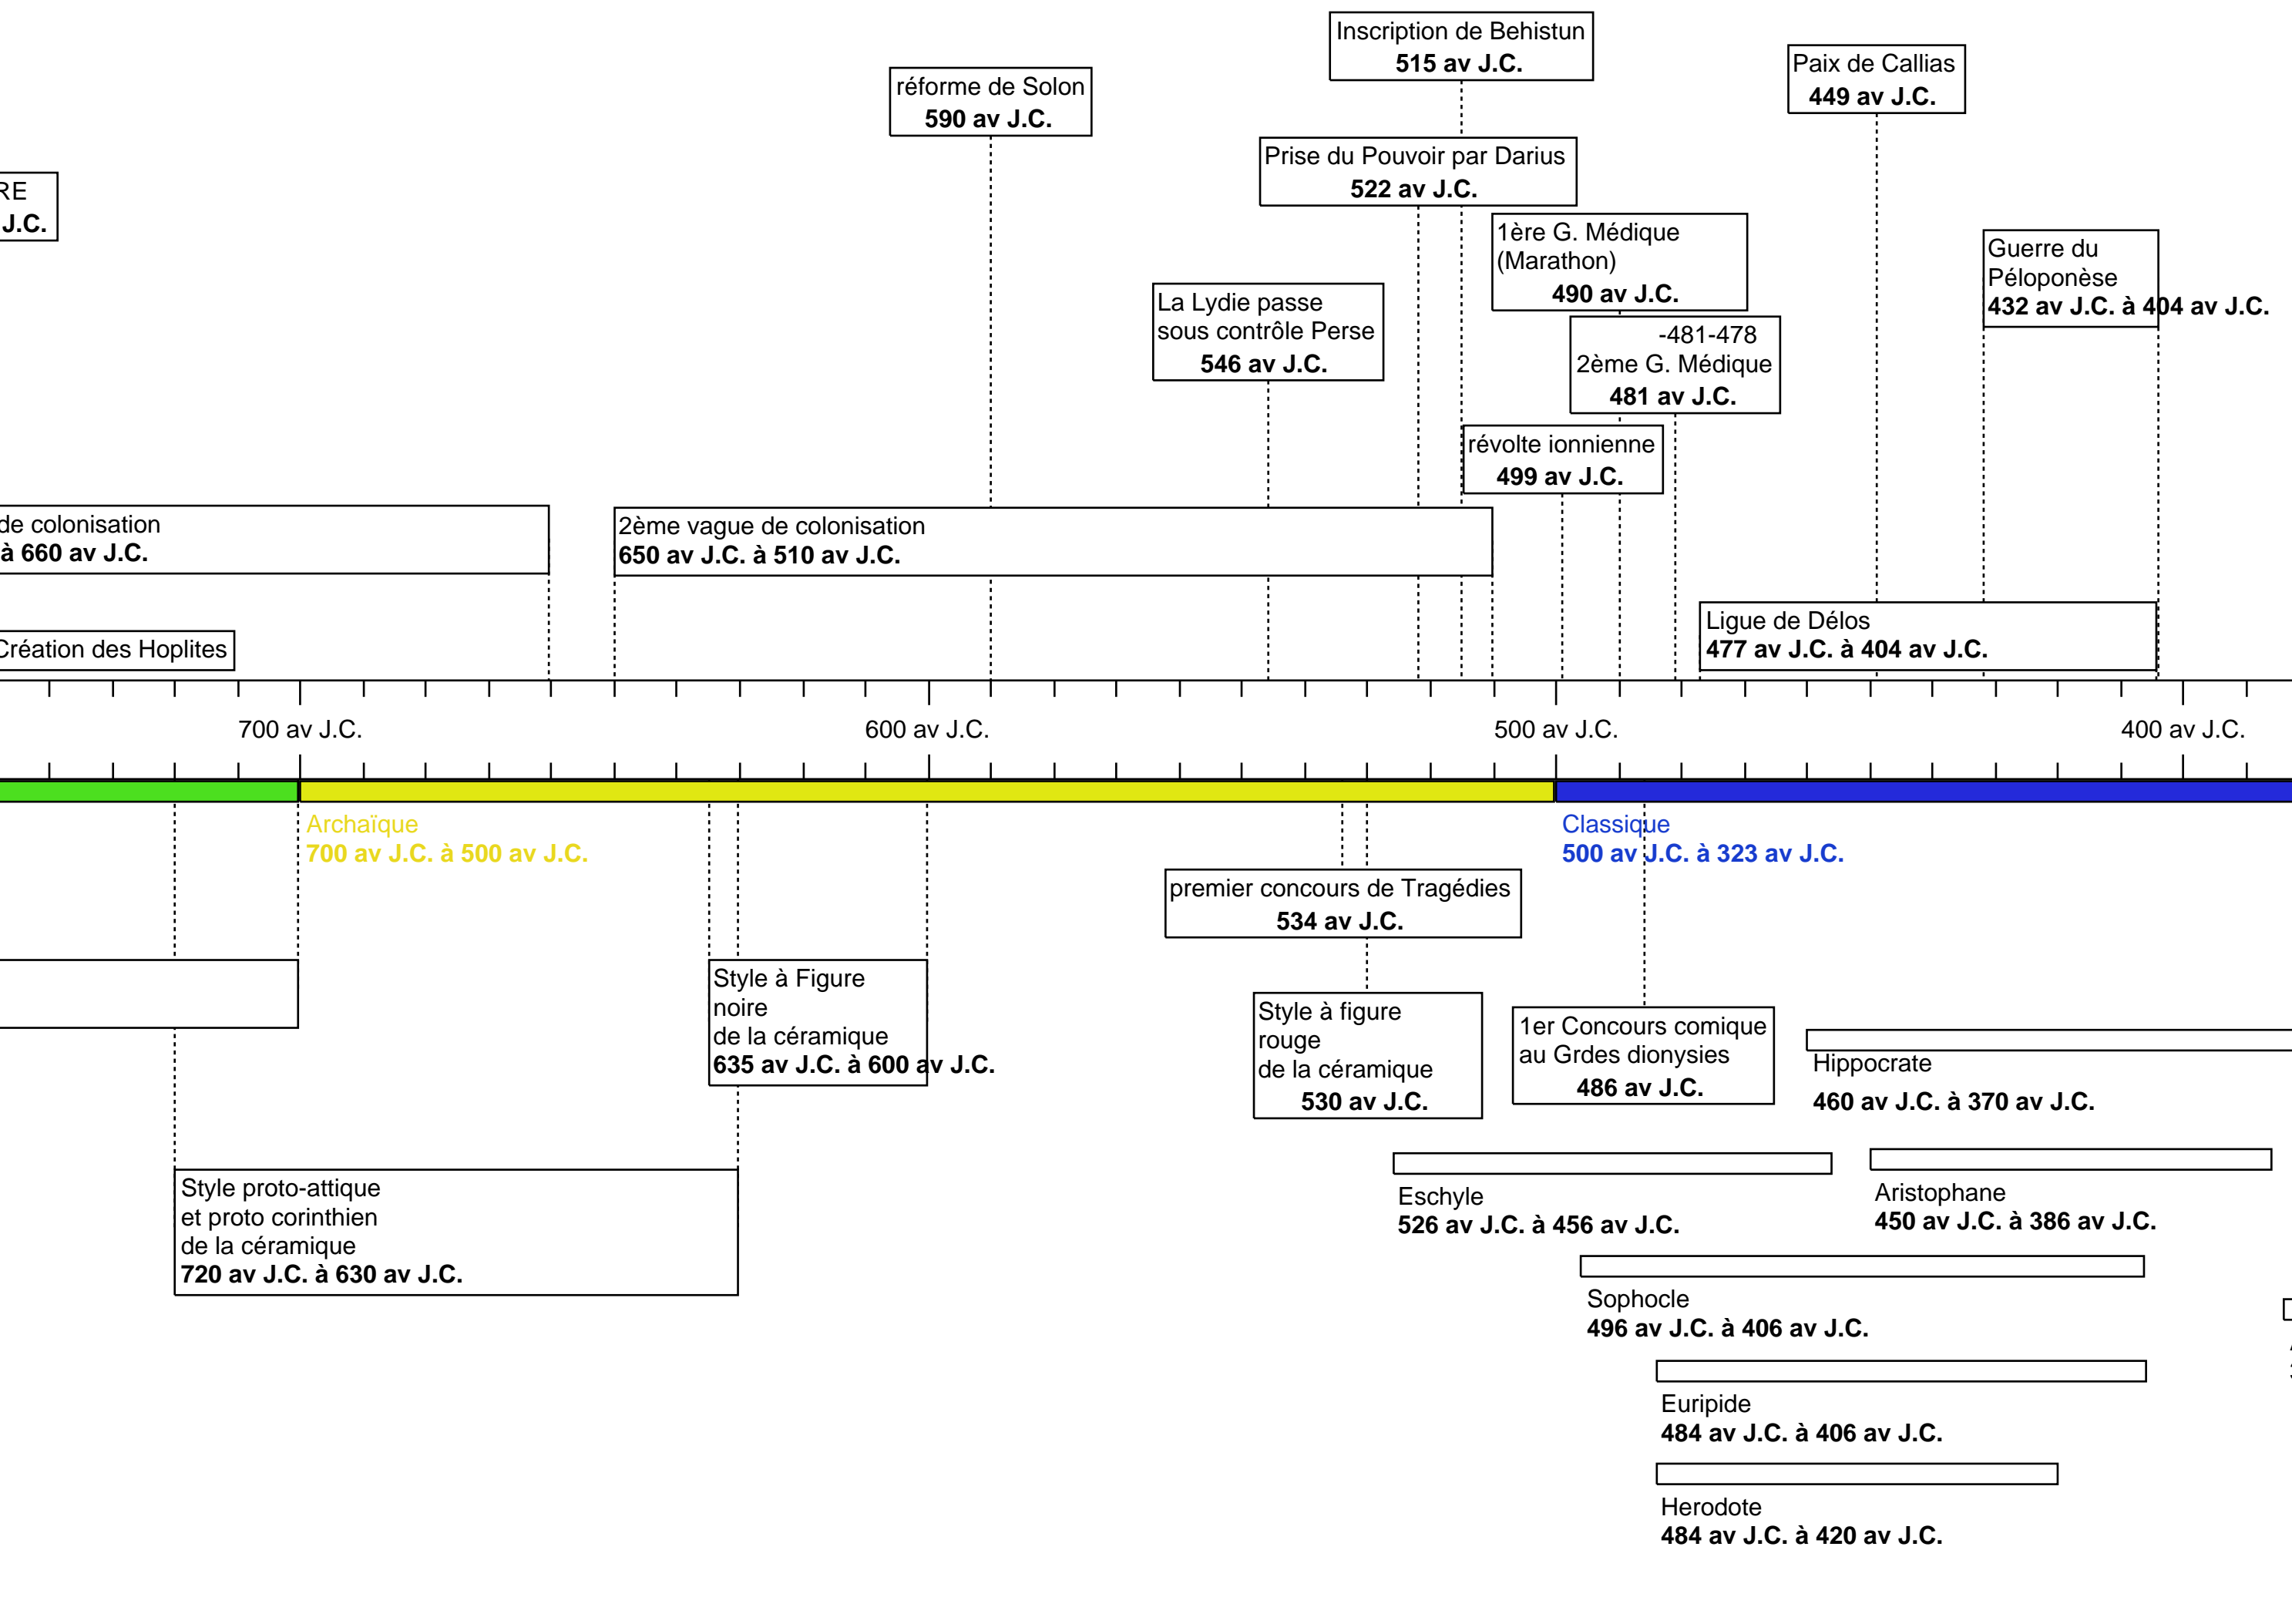 Inscription de Behistun
515 av J.C.
Paix de Callias
449 av J.C.
réforme de Solon
590 av J.C.
Prise du Pouvoir par Darius
522 av J.C.
RE
J.C.
1ère G. Médique
(Marathon)
490 av J.C.
Guerre du
Péloponèse
432 av J.C. à 404 av J.C.
La Lydie passe
sous contrôle Perse
546 av J.C.
-481-478
2ème G. Médique
481 av J.C.
révolte ionnienne
499 av J.C.
de colonisation
à 660 av J.C.
2ème vague de colonisation
650 av J.C. à 510 av J.C.
Ligue de Délos
477 av J.C. à 404 av J.C.
Création des Hoplites
700 av J.C.
600 av J.C.
500 av J.C.
400 av J.C.
Archaïque
700 av J.C. à 500 av J.C.
Classique
500 av J.C. à 323 av J.C.
premier concours de Tragédies
534 av J.C.
Style à Figure
noire
de la céramique
635 av J.C. à 600 av J.C.
Style à figure
rouge
de la céramique
530 av J.C.
1er Concours comique
au Grdes dionysies
486 av J.C.
Hippocrate
460 av J.C. à 370 av J.C.
Style proto-attique
et proto corinthien
de la céramique
720 av J.C. à 630 av J.C.
Eschyle
526 av J.C. à 456 av J.C.
Aristophane
450 av J.C. à 386 av J.C.
Sophocle
496 av J.C. à 406 av J.C.
Euripide
484 av J.C. à 406 av J.C.
Herodote
484 av J.C. à 420 av J.C.